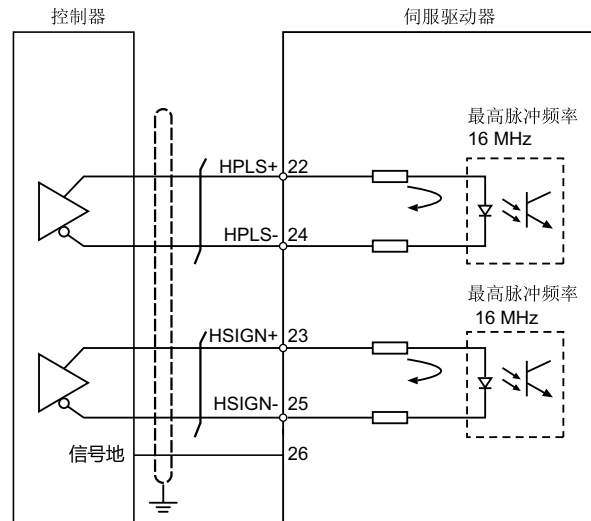 控制器
伺服驱动器
最高脉冲频率
16 MHz
HPLS+
22
HPLS-
24
最高脉冲频率
16 MHz
HSIGN+
23
HSIGN-
25
信号地
26